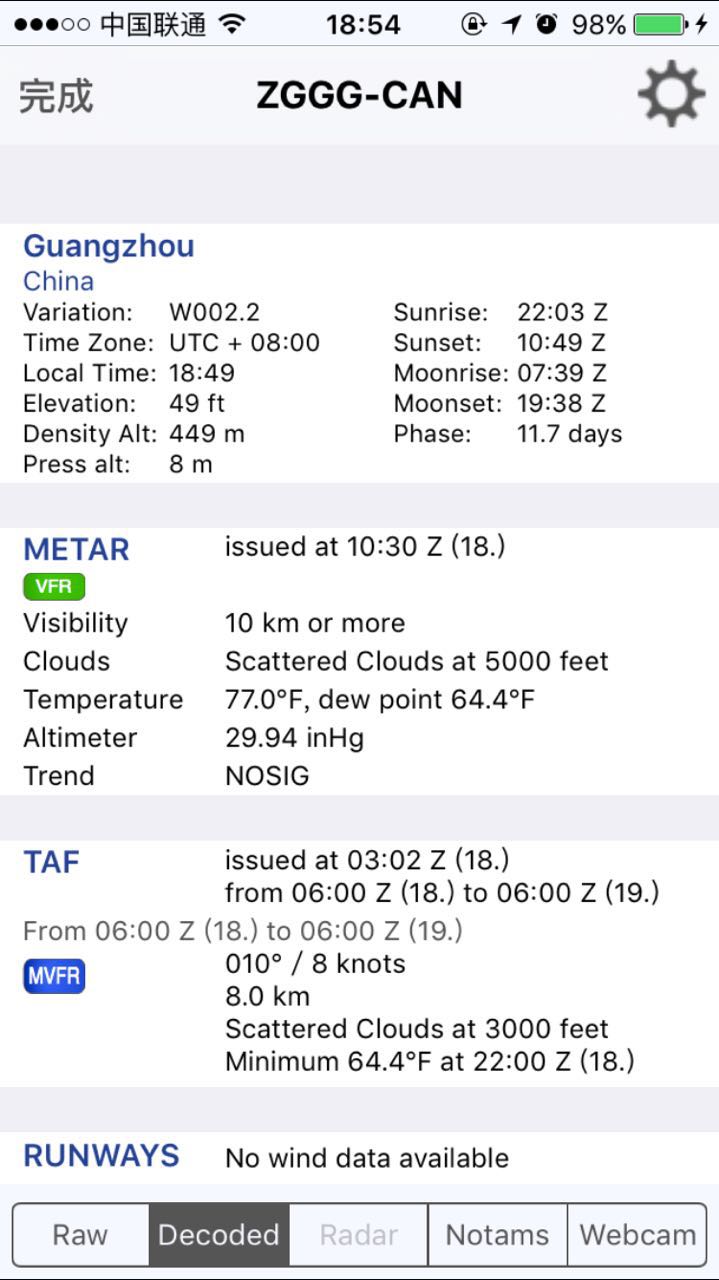 中国联通 18:54 98%
完成 ZGGG-CAN
Guangzhou
China
Variation: W002.2 Sunrise: 22:03 Z
Time Zone: UTC + 08:00 Sunset: 10:49 Z
Local Time: 18:49 Moonrise: 07:39 Z
Elevation: 49 ft Moonset: 19:38 Z
Density Alt: 449 m Phase: 11.7 days
Press alt: 8 m
METAR issued at 10:30 Z (18.)
VFR
Visibility 10 km or more
Clouds Scattered Clouds at 5000 feet
Temperature 77.0°F, dew point 64.4°F
Altimeter 29.94 inHg
Trend NOSIG
TAF issued at 03:02 Z (18.)
from 06:00 Z (18.) to 06:00 Z (19.)
From 06:00 Z (18.) to 06:00 Z (19.)
MVFR 010° / 8 knots
8.0 km
Scattered Clouds at 3000 feet
Minimum 64.4°F at 22:00 Z (18.)
RUNWAYS No wind data available
Raw Decoded Radar Notams Webcam